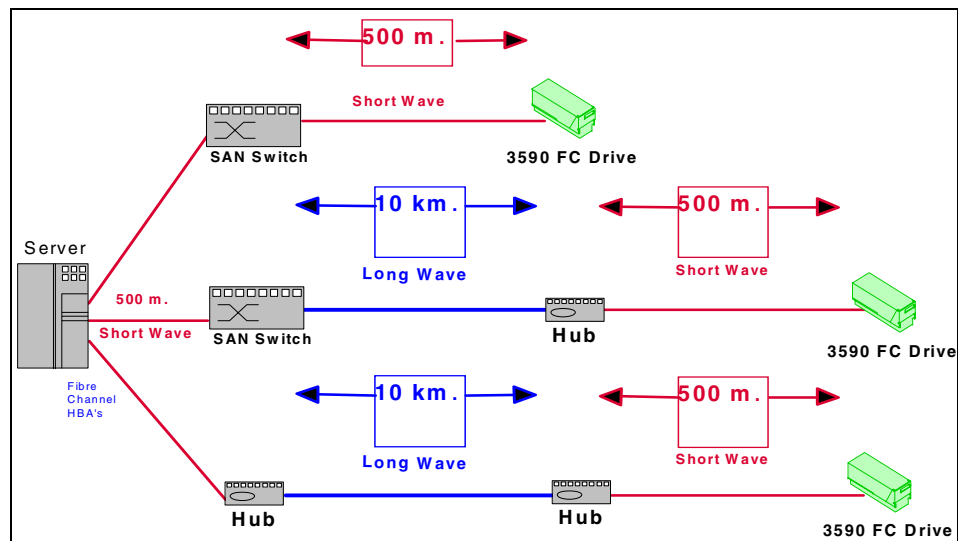 500 m.
Short Wave
SAN Switch
3590 FC Drive
10 km.
500 m.
Server
Long Wave
Short Wave
500 m.
Short Wave
SAN Switch
Hub
3590 FC Drive
Fibre
Channel
HBA's
10 km.
500 m.
Long Wave
Short Wave
Hub
Hub
3590 FC Drive